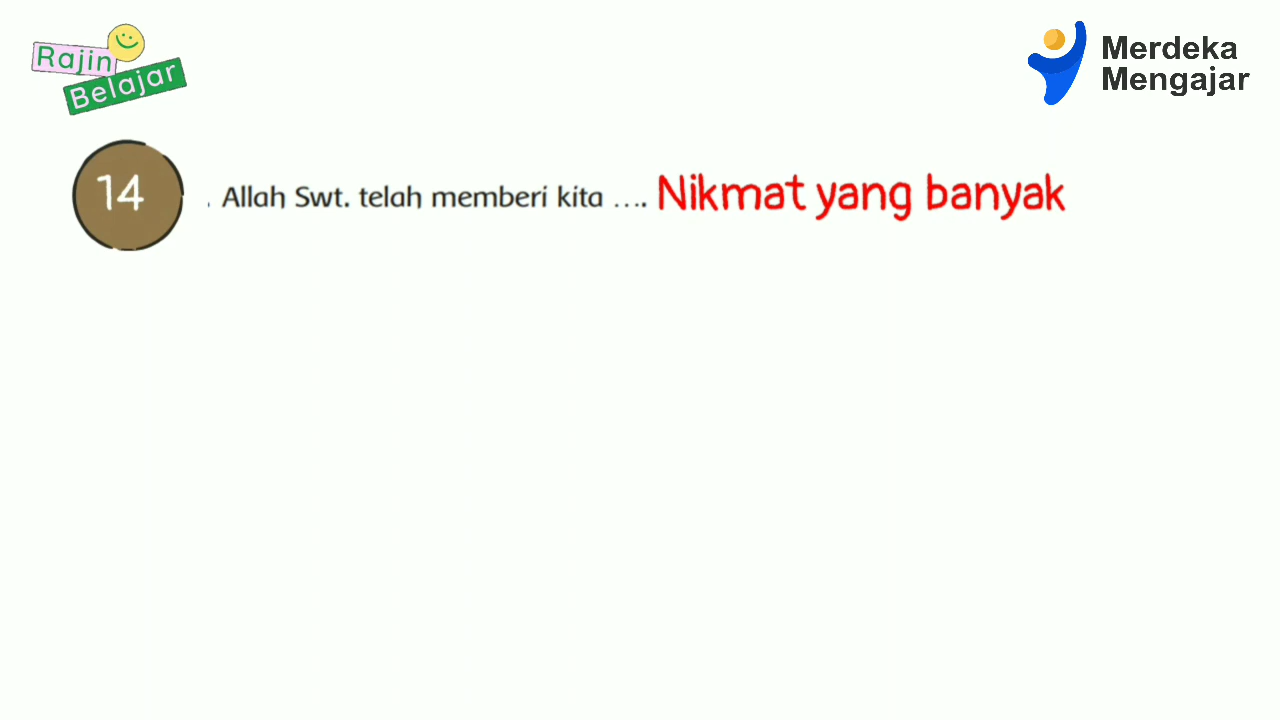 Rajin
Belajar
Merdeka
Mengajar
14
. Allah Swt. telah memberi kita .... Nikmat yang banyak